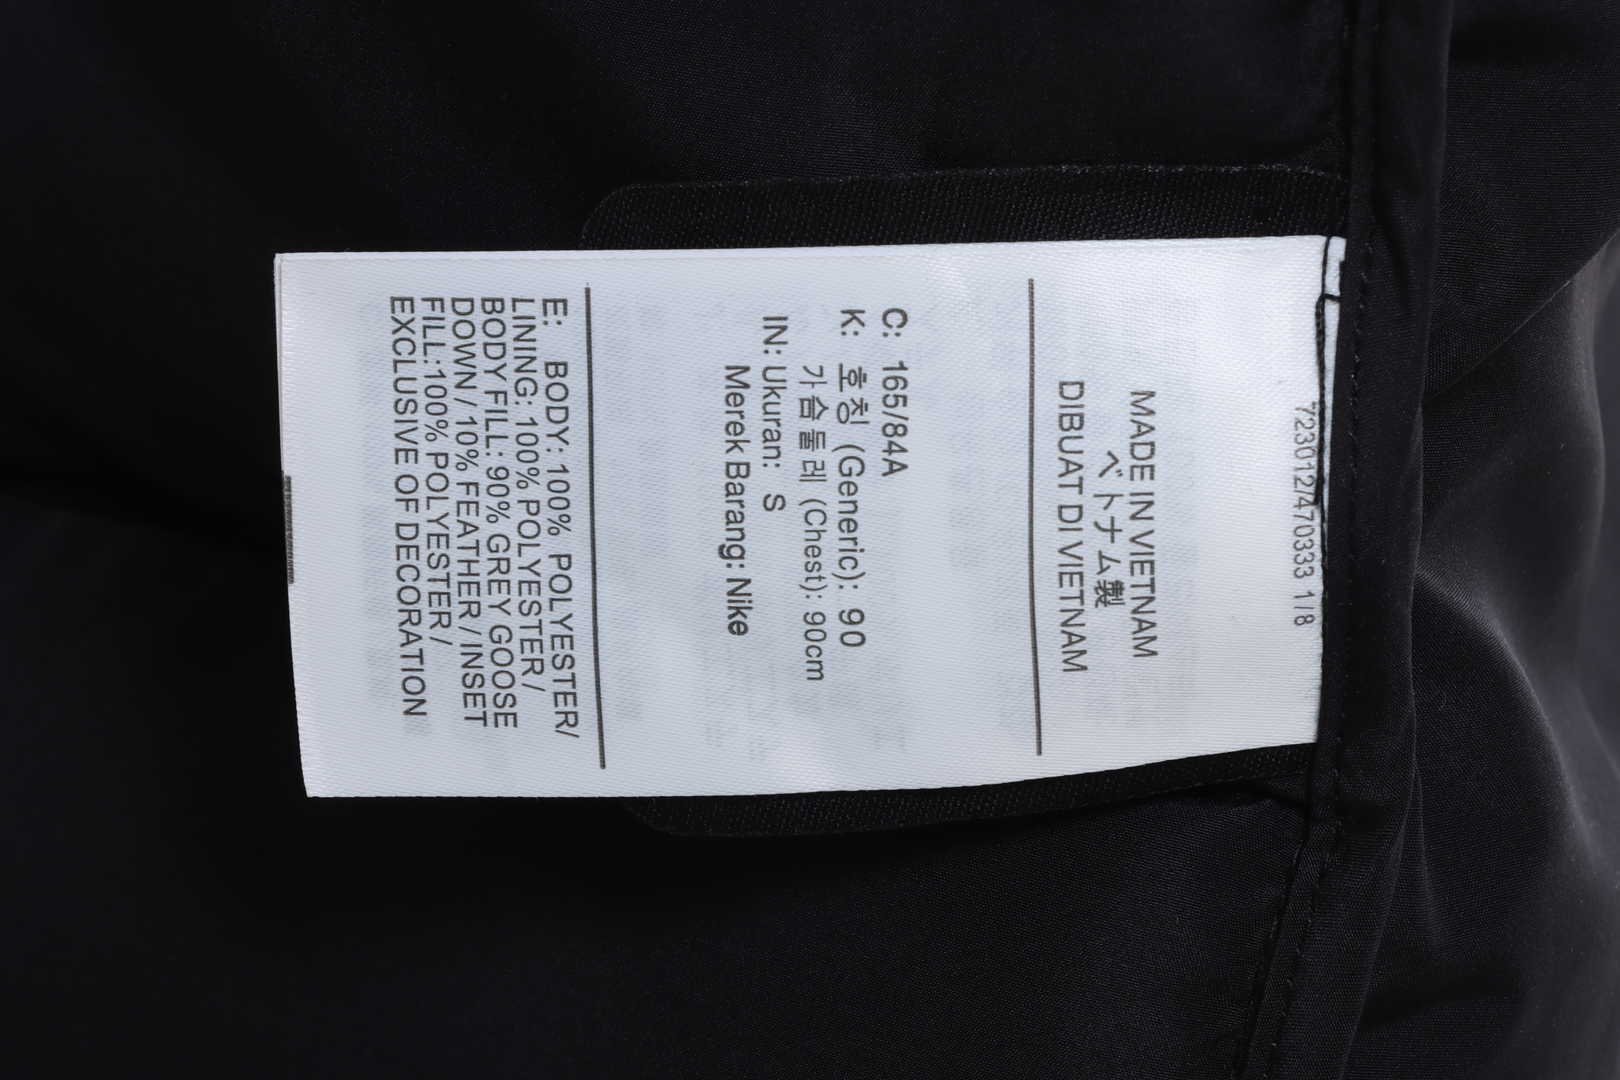 723012/470333 1/8
MADE IN VIETNAM
ベトナム製
DIBUAT DI VIETNAM
C: 165/84A
K: 호칭 (Generic): 90
가슴둘레 (Chest): 90cm
IN: Ukuran: S
Merek Barang: Nike
E: BODY: 100% POLYESTER/
LINING: 100% POLYESTER/
BODY FILL: 90% GREY GOOSE
DOWN / 10% FEATHER / INSET
FILL:100% POLYESTER /
EXCLUSIVE OF DECORATION